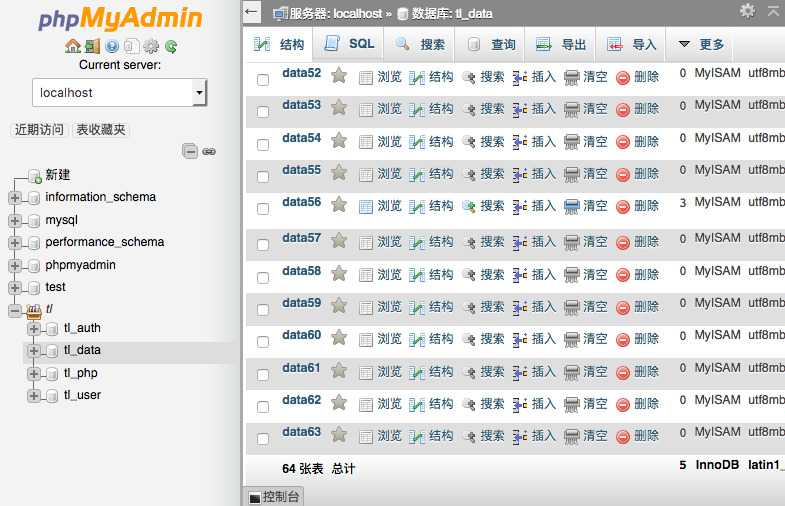 phpMyAdmin
Current server:
localhost
近期访问 表收藏夹
新建
information_schema
mysql
performance_schema
phpmyadmin
test
tl
tl_auth
tl_data
tl_php
tl_user
服务器: localhost » 数据库: tl_data
结构 SQL 搜索 查询 导出 导入 更多
data52 浏览 结构 搜索 插入 清空 删除 0 MyISAM utf8mb
data53 浏览 结构 搜索 插入 清空 删除 0 MyISAM utf8mb
data54 浏览 结构 搜索 插入 清空 删除 0 MyISAM utf8mb
data55 浏览 结构 搜索 插入 清空 删除 0 MyISAM utf8mb
data56 浏览 结构 搜索 插入 清空 删除 3 MyISAM utf8mb
data57 浏览 结构 搜索 插入 清空 删除 0 MyISAM utf8mb
data58 浏览 结构 搜索 插入 清空 删除 0 MyISAM utf8mb
data59 浏览 结构 搜索 插入 清空 删除 0 MyISAM utf8mb
data60 浏览 结构 搜索 插入 清空 删除 0 MyISAM utf8mb
data61 浏览 结构 搜索 插入 清空 删除 0 MyISAM utf8mb
data62 浏览 结构 搜索 插入 清空 删除 0 MyISAM utf8mb
data63 浏览 结构 搜索 插入 清空 删除 0 MyISAM utf8mb
64 张表 总计 5 InnoDB latin1_
控制台